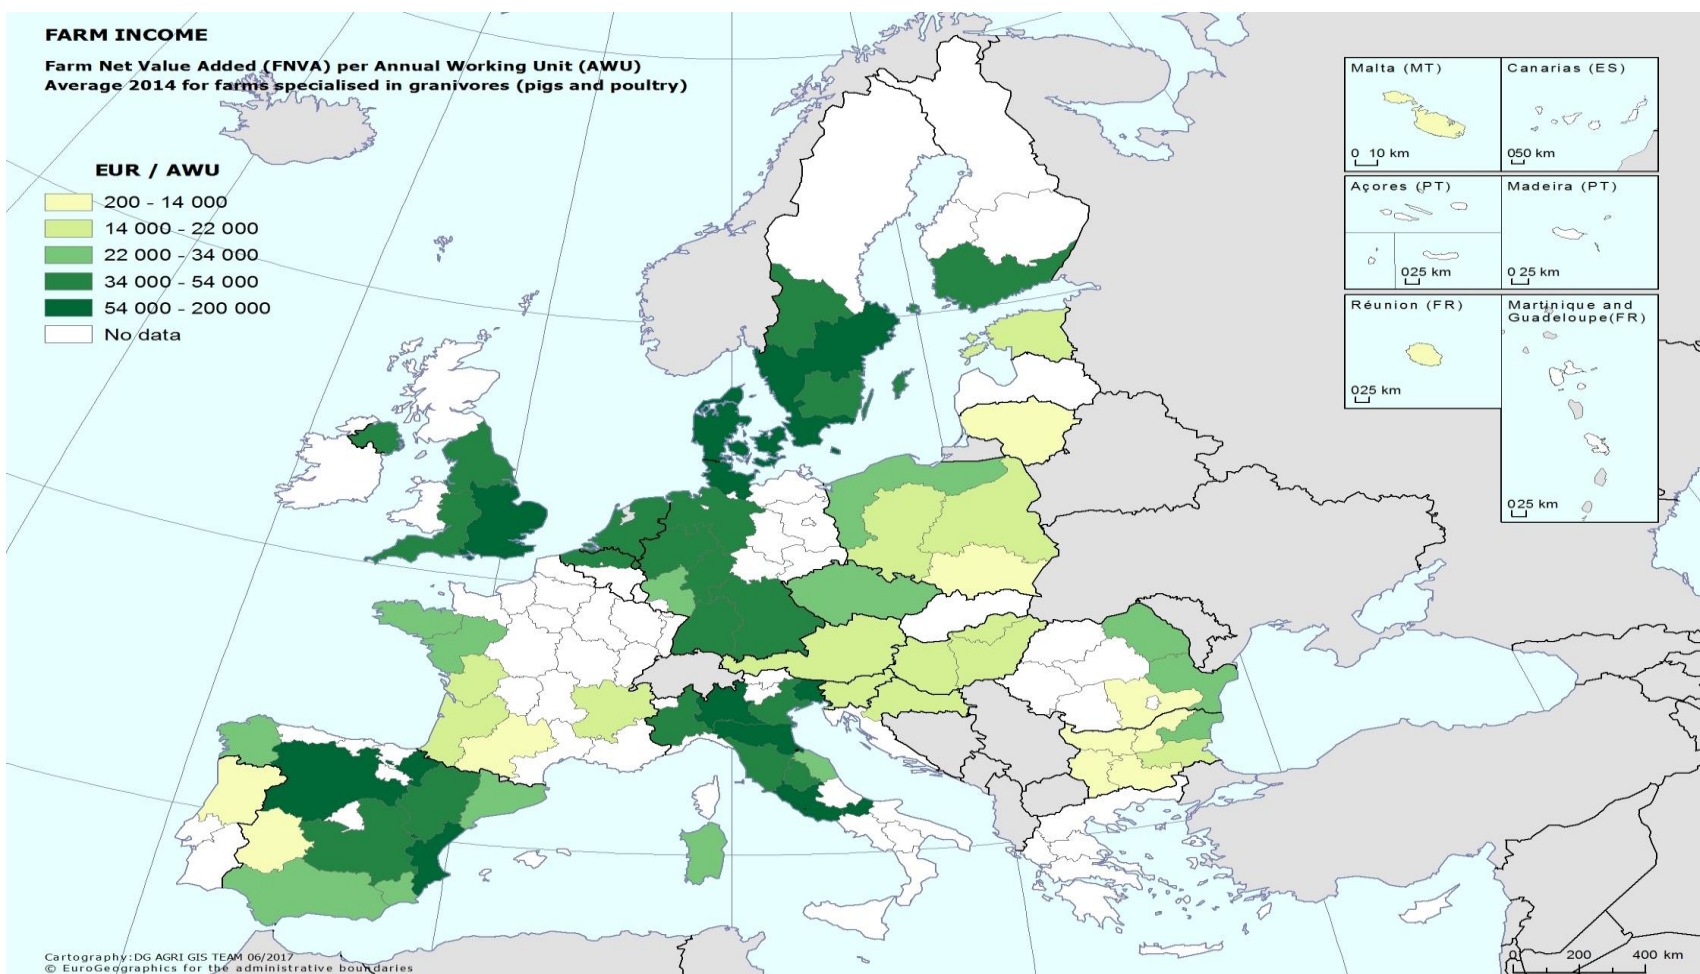 FARM INCOME
Farm Net Value Added (FNVA) per Annual Working Unit (AWU)
Average 2014 for farms specialised in granivores (pigs and poultry)
EUR / AWU
200 - 14 000
14 000 - 22 000
22 000 - 34 000
34 000 - 54 000
54 000 - 200 000
No data
Malta (MT)
0 10 km
Canarias (ES)
050 km
Açores (PT)
025 km
Madeira (PT)
0 25 km
Réunion (FR)
025 km
Martinique and
Guadeloupe(FR)
025 km
Cartography:DG AGRI GIS TEAM 06/2017
© EuroGeographics for the administrative boundaries
0 200 400 km